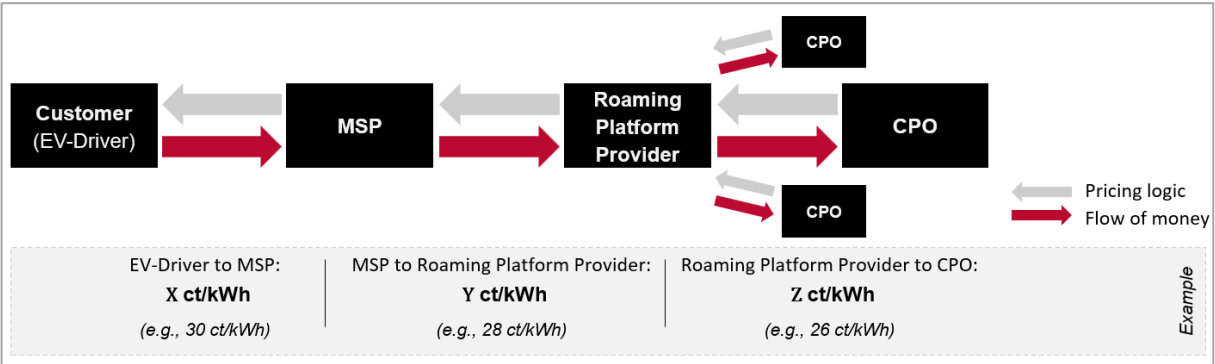 CPO
Customer
(EV-Driver)
MSP
Roaming
Platform
Provider
CPO
CPO
Pricing logic
Flow of money
EV-Driver to MSP:
X ct/kWh
(e.g., 30 ct/kWh)
MSP to Roaming Platform Provider:
Y ct/kWh
(e.g., 28 ct/kWh)
Roaming Platform Provider to CPO:
Z ct/kWh
(e.g., 26 ct/kWh)
Example